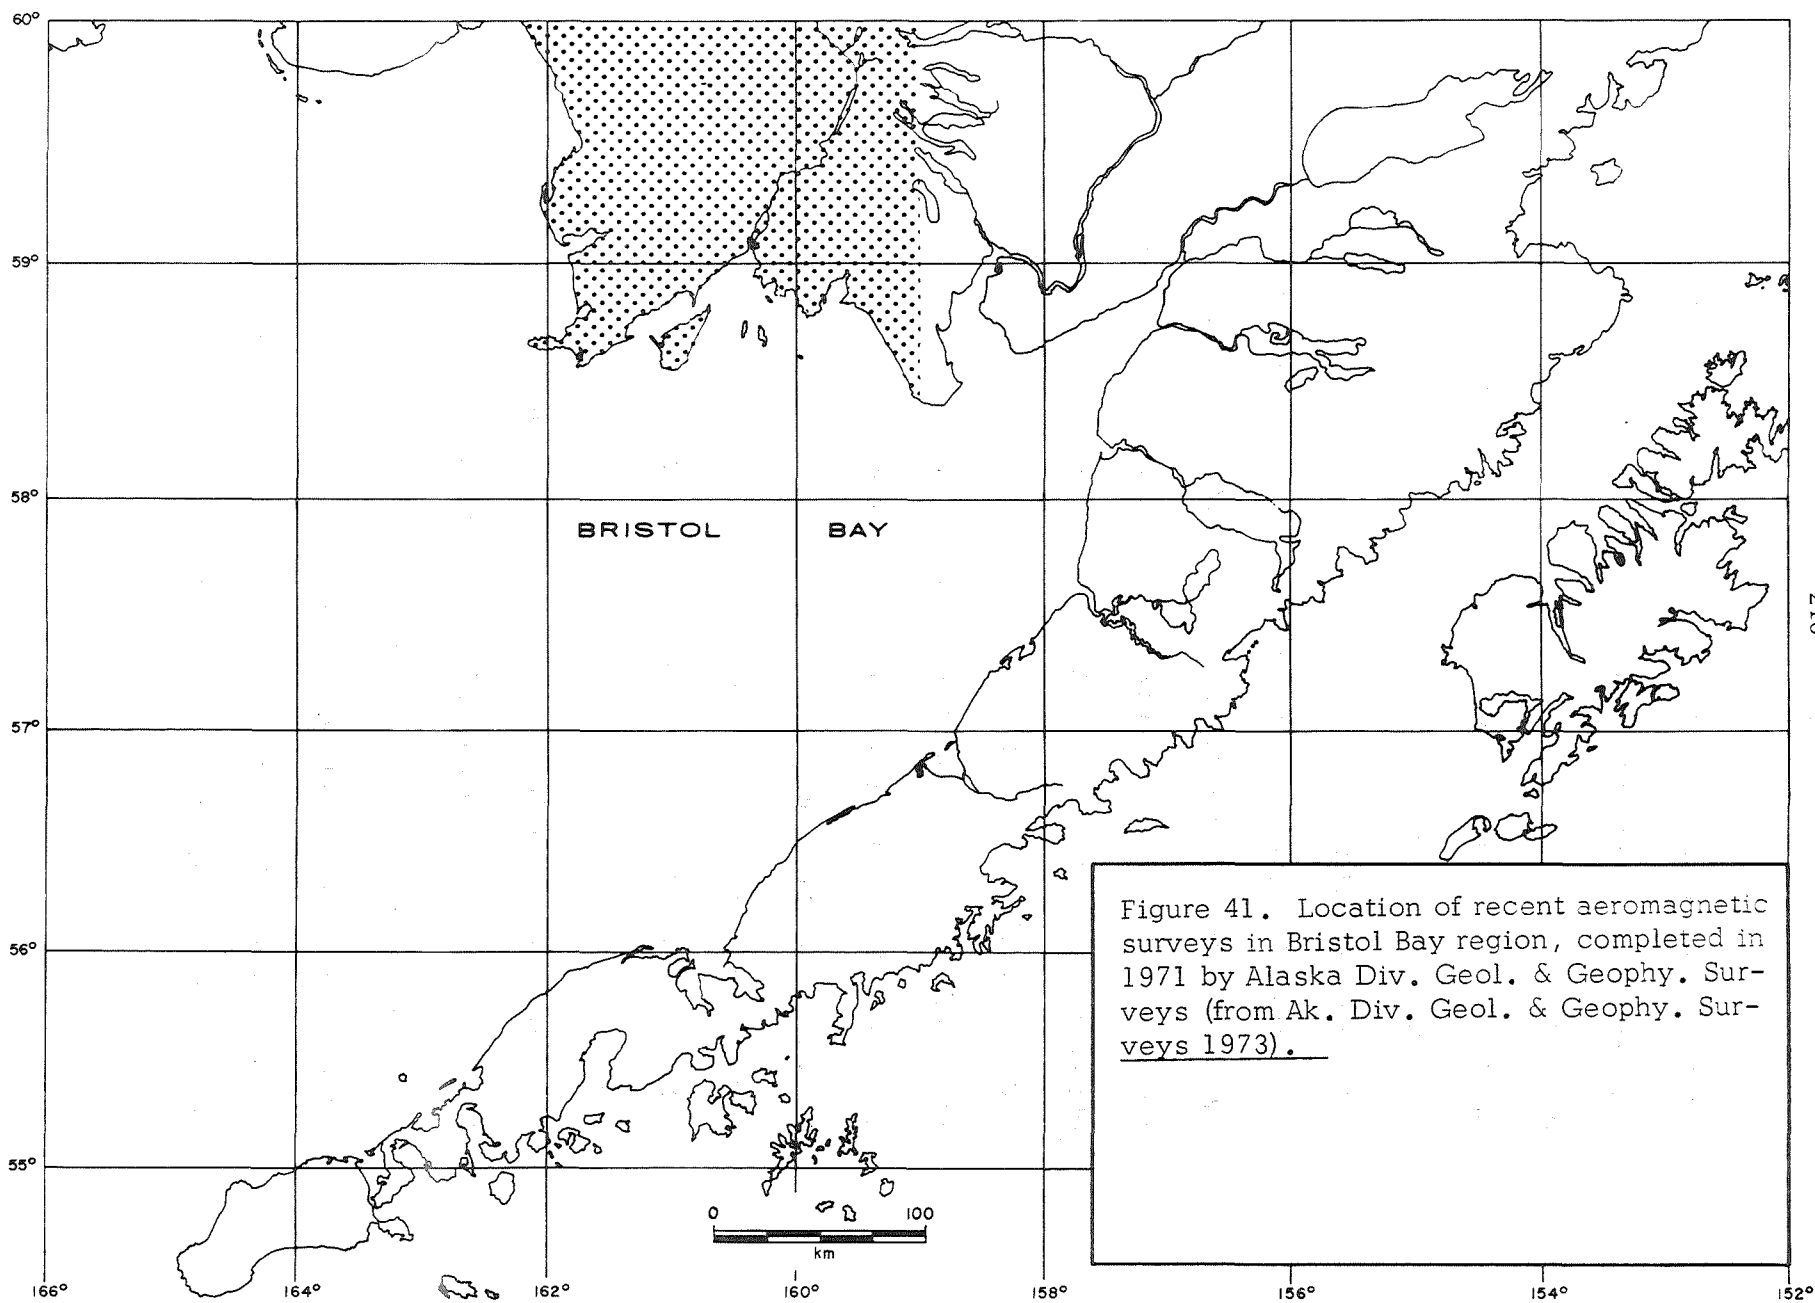 60°
59°
58°
BRISTOL BAY
57°
56°
55°
Figure 41. Location of recent aeromagnetic
surveys in Bristol Bay region, completed in
1971 by Alaska Div. Geol. & Geophy. Sur-
veys (from Ak. Div. Geol. & Geophy. Sur-
veys 1973).
0 100
km
166° 164° 162° 160° 158° 156° 154° 152°